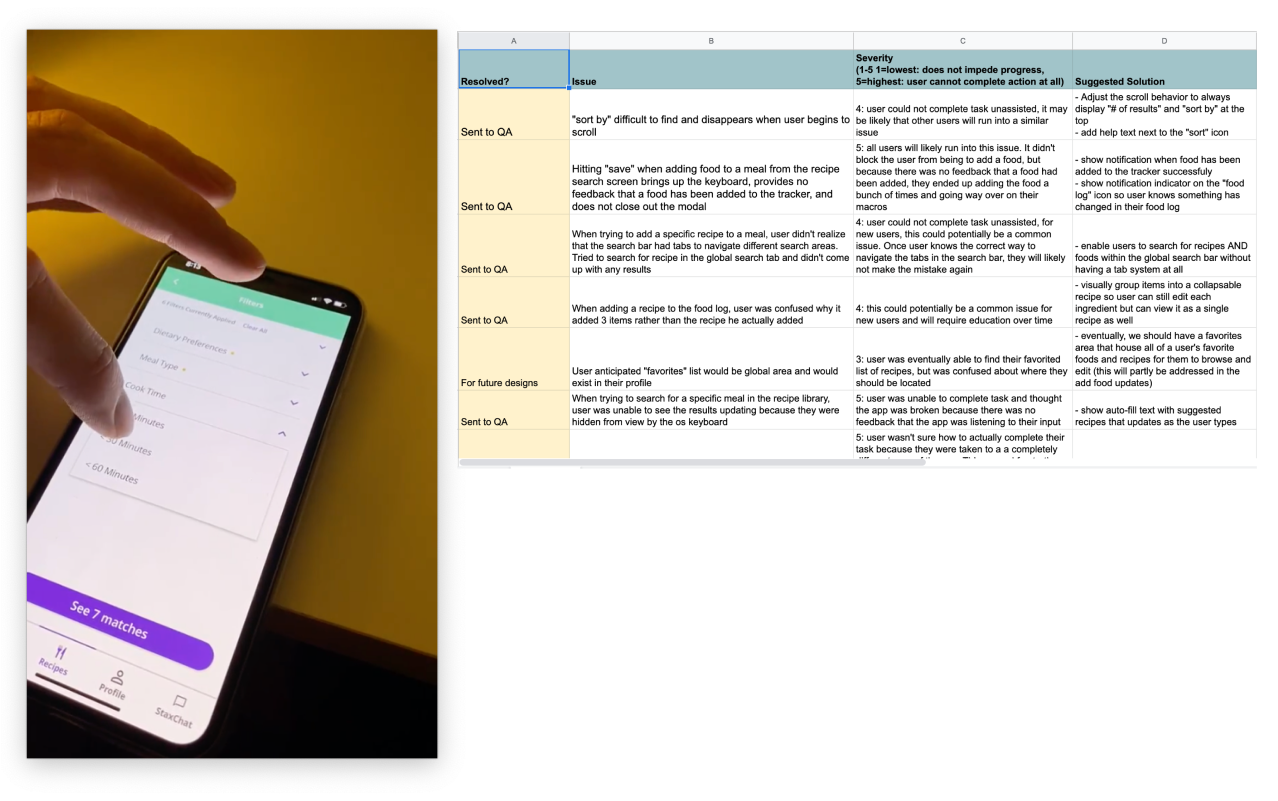 8:13
Filters
4 Filters Currently Applied Clear All
Dietary Preferences
Meal Type
Cook Time
Minutes
< 30 Minutes
< 60 Minutes
See 7 matches
Recipes
Profile
StaxChat
A B C D
Resolved?
Issue
Severity
(1-5 1=lowest: does not impede progress,
5=highest: user cannot complete action at all)
Suggested Solution
Sent to QA
"sort by" difficult to find and disappears when user begins to
scroll
4: user could not complete task unassisted, it may
be likely that other users will run into a similar
issue
- Adjust the scroll behavior to always
display "# of results" and "sort by" at the
top
- add help text next to the "sort" icon
Sent to QA
Hitting "save" when adding food to a meal from the recipe
search screen brings up the keyboard, provides no
feedback that a food has been added to the tracker, and
does not close out the modal
5: all users will likely run into this issue. It didn't
block the user from being to add a food, but
because there was no feedback that a food had
been added, they ended up adding the food a
bunch of times and going way over on their
macros
- show notification when food has been
added to the tracker successfuly
- show notification indicator on the "food
log" icon so user knows something has
changed in their food log
Sent to QA
When trying to add a specific recipe to a meal, user didn't realize
that the search bar had tabs to navigate different search areas.
Tried to search for recipe in the global search tab and didn't come
up with any results
4: user could not complete task unassisted, for
new users, this could potentially be a common
issue. Once user knows the correct way to
navigate the tabs in the search bar, they will likely
not make the mistake again
- enable users to search for recipes AND
foods within the global search bar without
having a tab system at all
Sent to QA
When adding a recipe to the food log, user was confused why it
added 3 items rather than the recipe he actually added
4: this could potentially be a common issue for
new users and will require education over time
- visually group items into a collapsable
recipe so user can still edit each
ingredient but can view it as a single
recipe as well
For future designs
User anticipated "favorites" list would be global area and would
exist in their profile
3: user was eventually able to find their favorited
list of recipes, but was confused about where they
should be located
- eventually, we should have a favorites
area that house all of a user's favorite
foods and recipes for them to browse and
edit (this will partly be addressed in the
add food updates)
Sent to QA
When trying to search for a specific meal in the recipe library,
user was unable to see the results updating because they were
hidden from view by the os keyboard
5: user was unable to complete task and thought
the app was broken because there was no
feedback that the app was listening to their input
- show auto-fill text with suggested
recipes that updates as the user types
5: user wasn't sure how to actually complete their
task because they were taken to a a completely